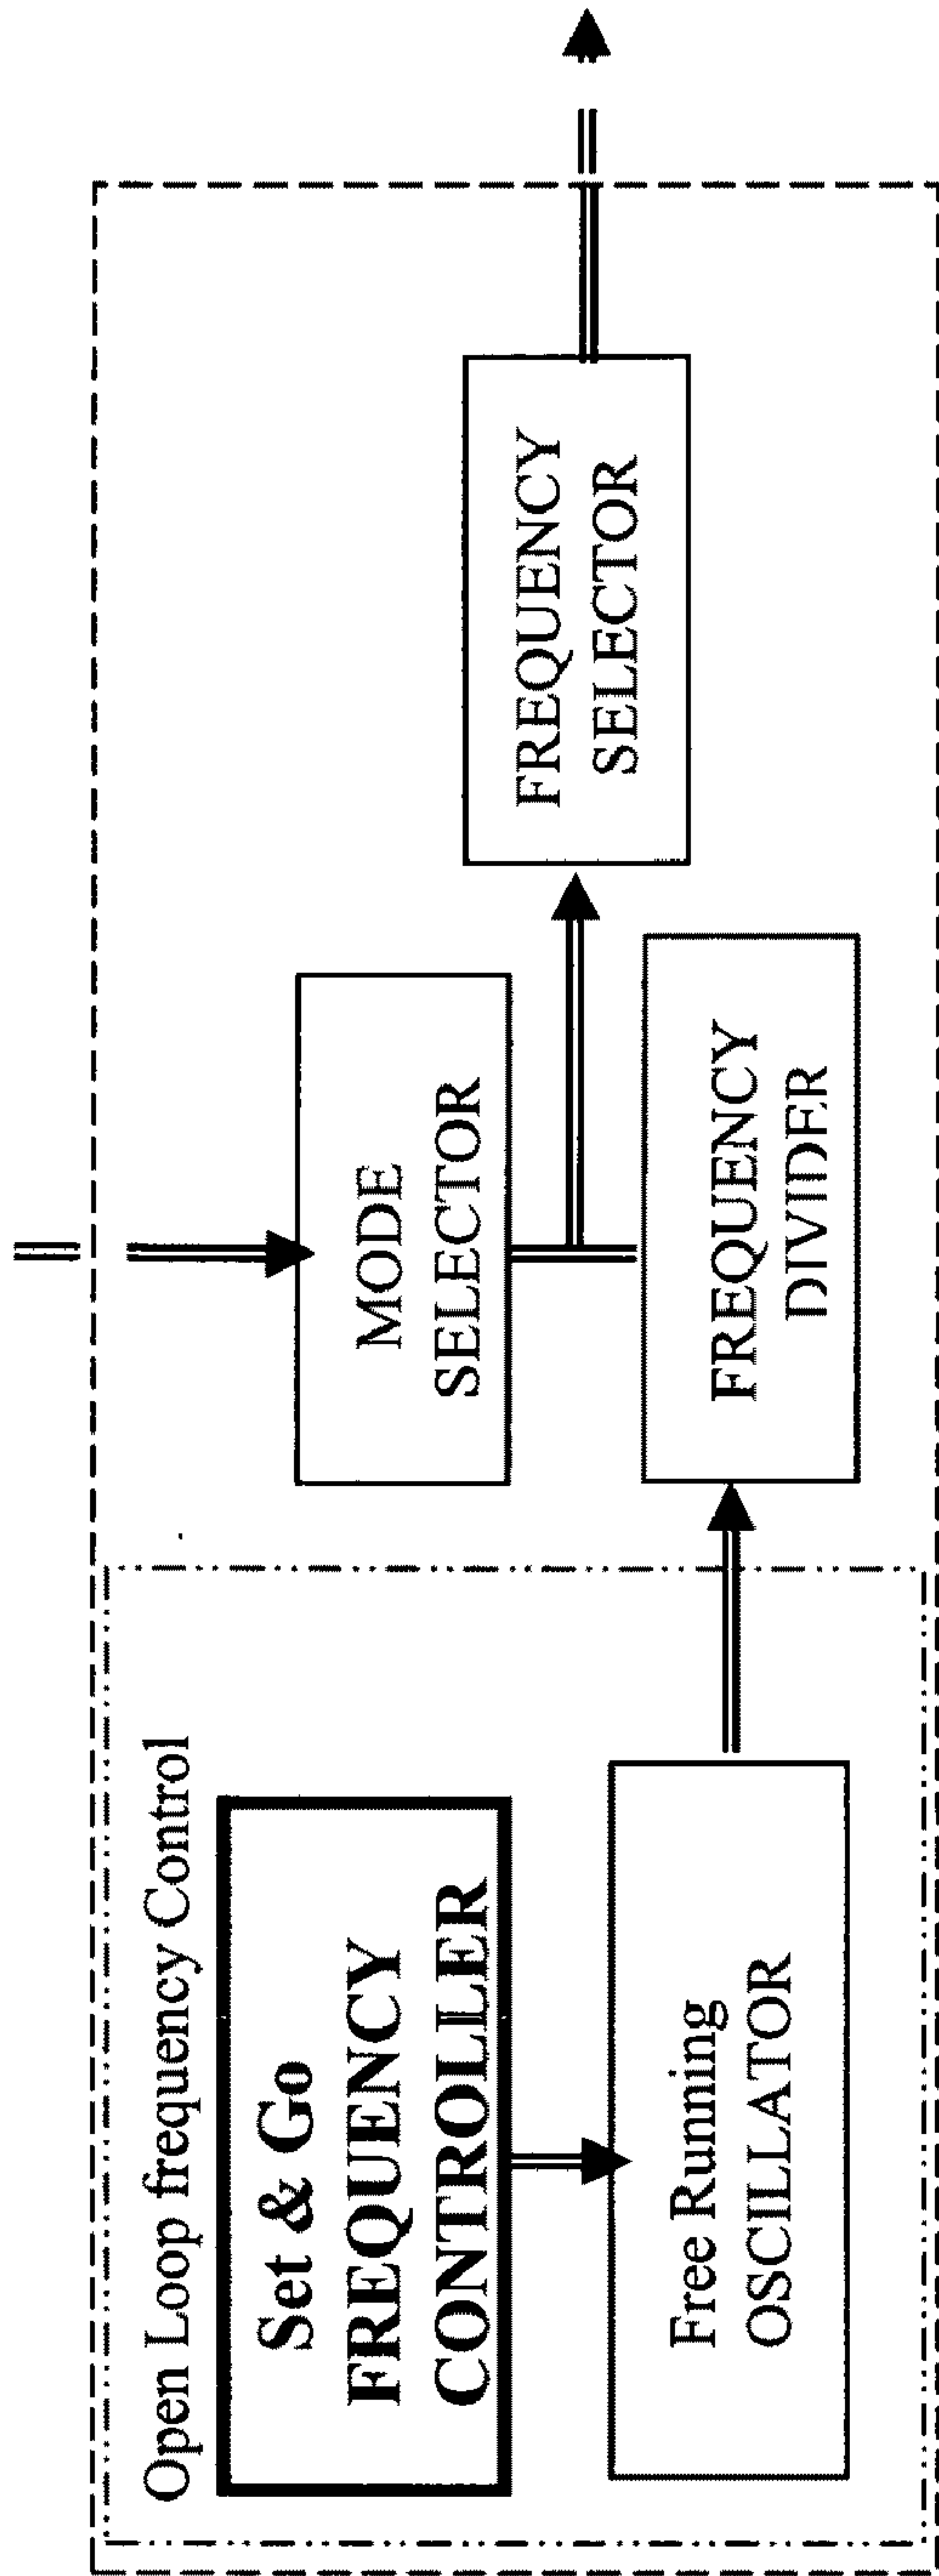 Open Loop frequency Control
Set & Go
FREQUENCY
CONTROLLER
Free Running
OSCILLATOR
MODE
SELECTOR
FREQUENCY
DIVIDER
FREQUENCY
SELECTOR